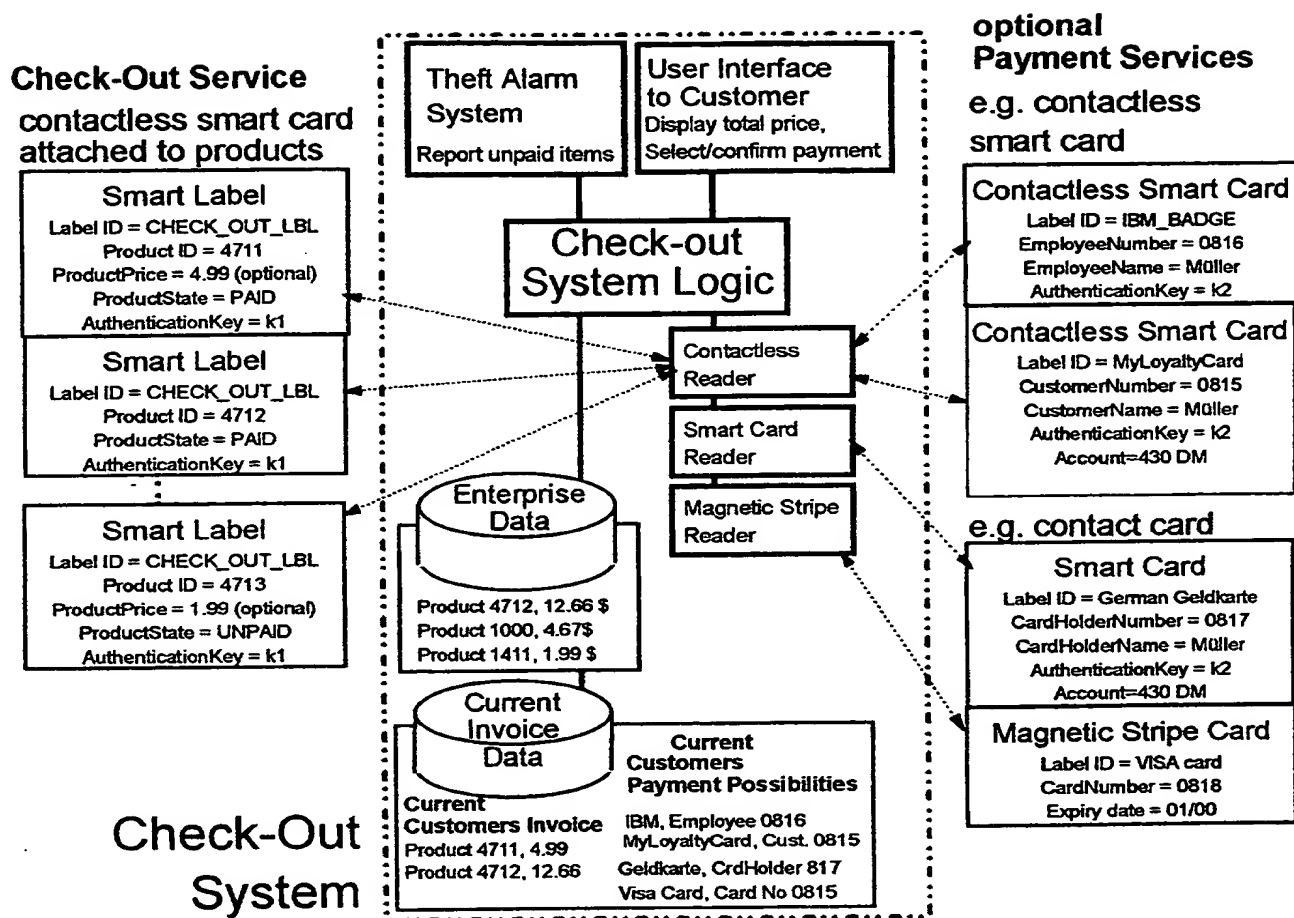 Check-Out Service
contactless smart card
attached to products
Smart Label
Label ID = CHECK_OUT_LBL
Product ID = 4711
ProductPrice = 4.99 (optional)
ProductState = PAID
AuthenticationKey = k1
Smart Label
Label ID = CHECK_OUT_LBL
Product ID = 4712
ProductState = PAID
AuthenticationKey = k1
Smart Label
Label ID = CHECK_OUT_LBL
Product ID = 4713
ProductPrice = 1.99 (optional)
ProductState = UNPAID
AuthenticationKey = k1
Check-Out
System
Theft Alarm
System
Report unpaid items
User Interface
to Customer
Display total price,
Select/confirm payment
Check-out
System Logic
Contactless
Reader
Smart Card
Reader
Magnetic Stripe
Reader
Enterprise
Data
Product 4712, 12.66 $
Product 1000, 4.67$
Product 1411, 1.99 $
Current
Invoice
Data
Current
Customers Invoice
Product 4711, 4.99
Product 4712, 12.66
Current
Customers
Payment Possibilities
IBM, Employee 0816
MyLoyaltyCard, Cust. 0815
Geldkarte, CrdHolder 817
Visa Card, Card No 0815
optional
Payment Services
e.g. contactless
smart card
Contactless Smart Card
Label ID = IBM_BADGE
EmployeeNumber = 0816
EmployeeName = Müller
AuthenticationKey = k2
Contactless Smart Card
Label ID = MyLoyaltyCard
CustomerNumber = 0815
CustomerName = Müller
AuthenticationKey = k2
Account=430 DM
e.g. contact card
Smart Card
Label ID = German Geldkarte
CardHolderNumber = 0817
CardHolderName = Müller
AuthenticationKey = k2
Account=430 DM
Magnetic Stripe Card
Label ID = VISA card
CardNumber = 0818
Expiry date = 01/00